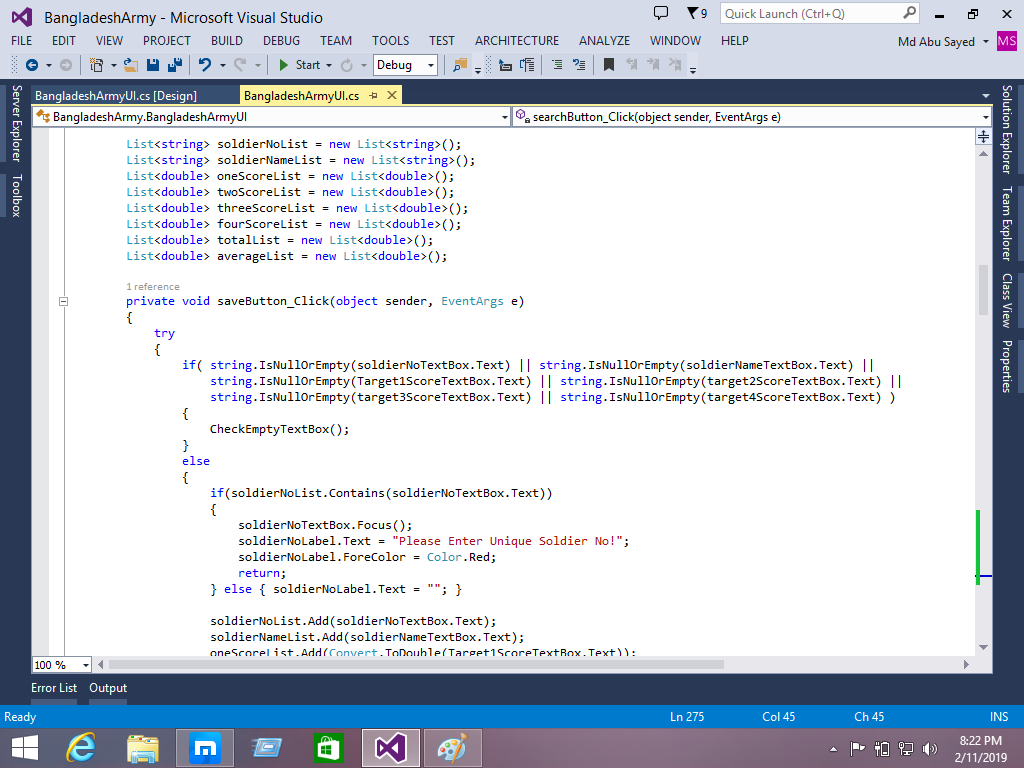 BangladeshArmy - Microsoft Visual Studio
9
Quick Launch (Ctrl+Q)
FILE EDIT VIEW PROJECT BUILD DEBUG TEAM TOOLS TEST ARCHITECTURE ANALYZE WINDOW HELP
Md Abu Sayed
MS
Start
Debug
Server Explorer
Toolbox
BangladeshArmyUI.cs [Design]
BangladeshArmyUI.cs
BangladeshArmy.BangladeshArmyUI
searchButton_Click(object sender, EventArgs e)
List<string> soldierNoList = new List<string>();
List<string> soldierNameList = new List<string>();
List<double> oneScoreList = new List<double>();
List<double> twoScoreList = new List<double>();
List<double> threeScoreList = new List<double>();
List<double> fourScoreList = new List<double>();
List<double> totalList = new List<double>();
List<double> averageList = new List<double>();
1 reference
private void saveButton_Click(object sender, EventArgs e)
{
try
{
if( string.IsNullOrEmpty(soldierNoTextBox.Text) || string.IsNullOrEmpty(soldierNameTextBox.Text) ||
string.IsNullOrEmpty(Target1ScoreTextBox.Text) || string.IsNullOrEmpty(target2ScoreTextBox.Text) ||
string.IsNullOrEmpty(target3ScoreTextBox.Text) || string.IsNullOrEmpty(target4ScoreTextBox.Text) )
{
CheckEmptyTextBox();
}
else
{
if(soldierNoList.Contains(soldierNoTextBox.Text))
{
soldierNoTextBox.Focus();
soldierNoLabel.Text = "Please Enter Unique Soldier No!";
soldierNoLabel.ForeColor = Color.Red;
return;
} else { soldierNoLabel.Text = ""; }
soldierNoList.Add(soldierNoTextBox.Text);
soldierNameList.Add(soldierNameTextBox.Text);
oneScoreList.Add(Convert.ToDouble(Target1ScoreTextBox.Text));
Solution Explorer
Team Explorer
Class View
Properties
100 %
Error List
Output
Ready
Ln 275
Col 45
Ch 45
INS
8:22 PM
2/11/2019